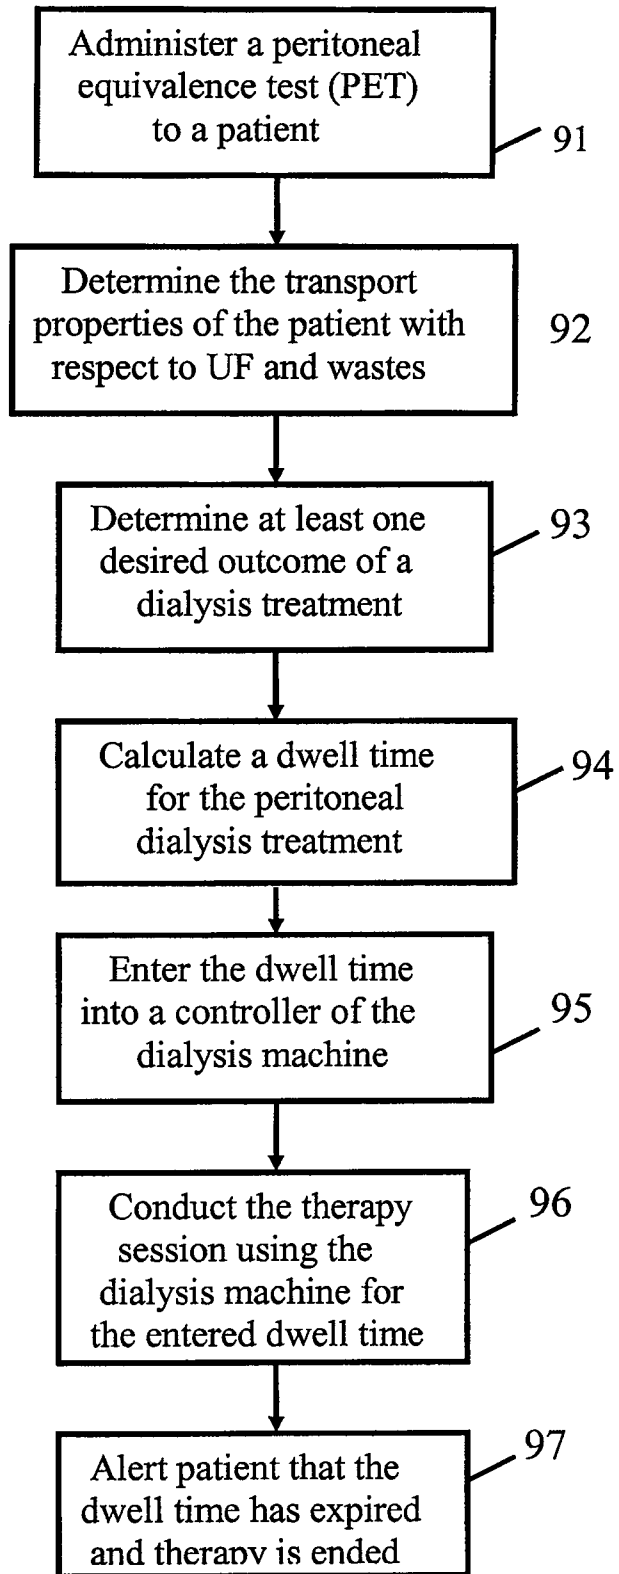 Administer a peritoneal
equivalence test (PET)
to a patient
91
Determine the transport
properties of the patient with
respect to UF and wastes
92
Determine at least one
desired outcome of a
dialysis treatment
93
Calculate a dwell time
for the peritoneal
dialysis treatment
94
Enter the dwell time
into a controller of the
dialysis machine
95
Conduct the therapy
session using the
dialysis machine for
the entered dwell time
96
Alert patient that the
dwell time has expired
and therapy is ended
97